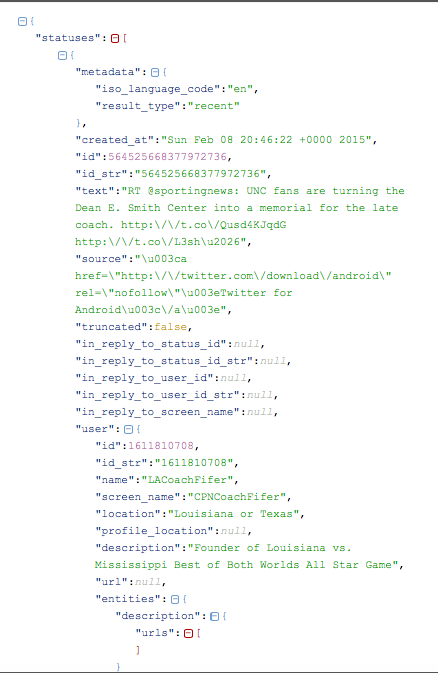 {
"statuses":[
{
"metadata":{
"iso_language_code":"en",
"result_type":"recent"
},
"created_at":"Sun Feb 08 20:46:22 +0000 2015",
"id":564525668377972736,
"id_str":"564525668377972736",
"text":"RT @sportingnews: UNC fans are turning the
Dean E. Smith Center into a memorial for the late
coach. http:\/\/t.co\/Qusd4KJqdG
http:\/\/t.co\/L3sh\u2026",
"source":"\u003ca
href=\"http:\/\/twitter.com\/download\/android\"
rel=\"nofollow\"\u003eTwitter for
Android\u003c\/a\u003e",
"truncated":false,
"in_reply_to_status_id":null,
"in_reply_to_status_id_str":null,
"in_reply_to_user_id":null,
"in_reply_to_user_id_str":null,
"in_reply_to_screen_name":null,
"user":{
"id":1611810708,
"id_str":"1611810708",
"name":"LACoachFifer",
"screen_name":"CPNCoachFifer",
"location":"Louisiana or Texas",
"profile_location":null,
"description":"Founder of Louisiana vs.
Mississippi Best of Both Worlds All Star Game",
"url":null,
"entities":{
"description":{
"urls":[
]
}